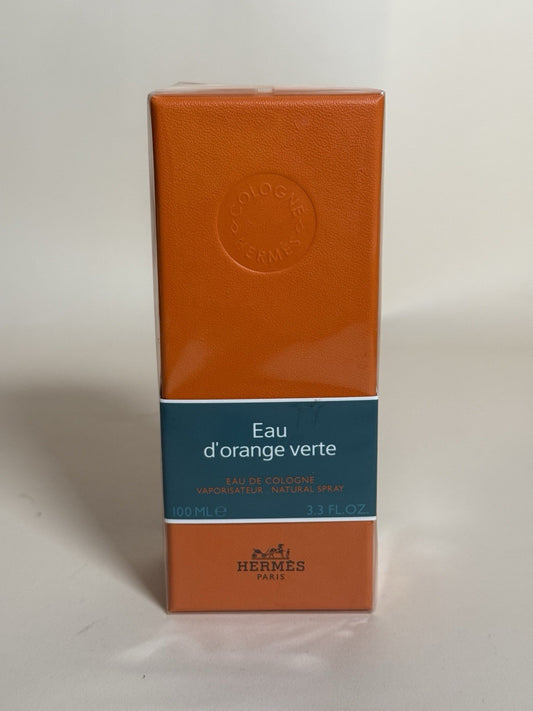 COLOGNE
HERMÈS
Eau
d'orange verte
EAU DE COLOGNE
VAPORISATEUR . NATURAL SPRAY
100 ML ℮ 3.3 FL.OZ.
HERMÈS
PARIS